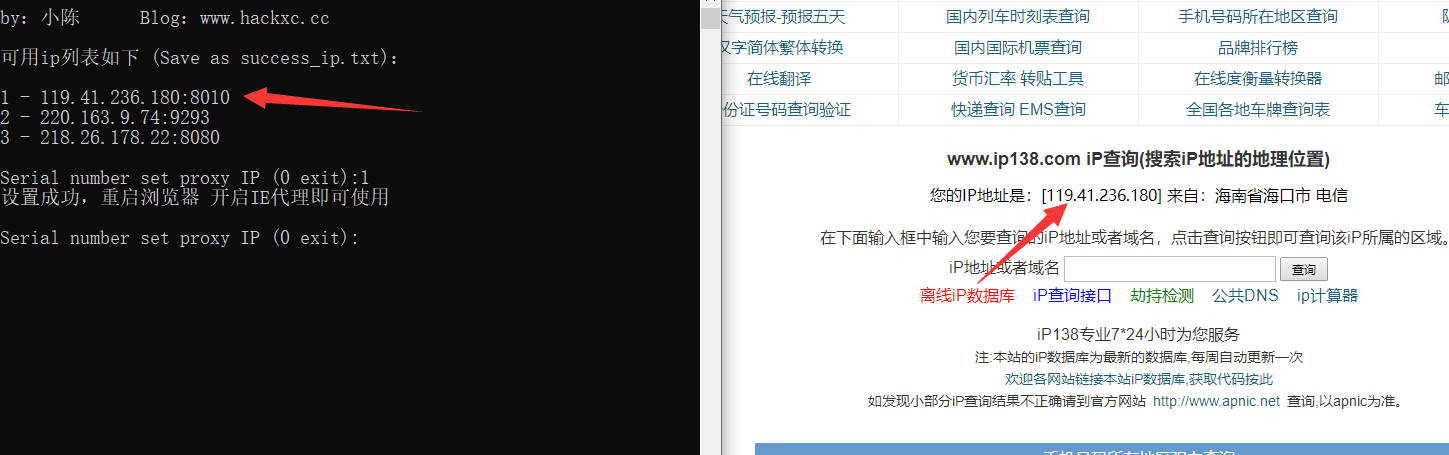 by: 小陈      Blog: www.hackxc.cc
可用ip列表如下 (Save as success_ip.txt):
1 - 119.41.236.180:8010
2 - 220.163.9.74:9293
3 - 218.26.178.22:8080
Serial number set proxy IP (0 exit):1
设置成功, 重启浏览器 开启IE代理即可使用
Serial number set proxy IP (0 exit):
天气预报-预报五天 国内列车时刻表查询 手机号码所在地区查询
汉字简体繁体转换 国内国际机票查询 品牌排行榜
在线翻译 货币汇率 转贴工具 在线度衡量转换器 邮
份证号码查询验证 快递查询 EMS查询 全国各地车牌查询表 车
www.ip138.com iP查询(搜索iP地址的地理位置)
您的IP地址是：[119.41.236.180] 来自：海南省海口市 电信
在下面输入框中输入您要查询的iP地址或者域名，点击查询按钮即可查询该iP所属的区域。
iP地址或者域名 查询
离线iP数据库 iP查询接口 劫持检测 公共DNS ip计算器
iP138专业7*24小时为您服务
注:本站的iP数据库为最新的数据库,每周自动更新一次
欢迎各网站链接本站iP数据库,获取代码按此
如发现小部分iP查询结果不正确请到官方网站 http://www.apnic.net 查询,以apnic为准。